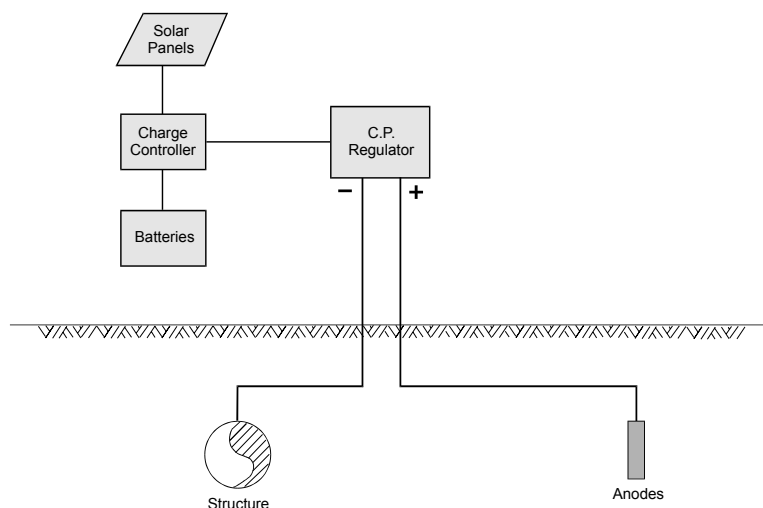 Solar
Panels
Charge
Controller
C.P.
Regulator
− +
Batteries
Structure
Anodes